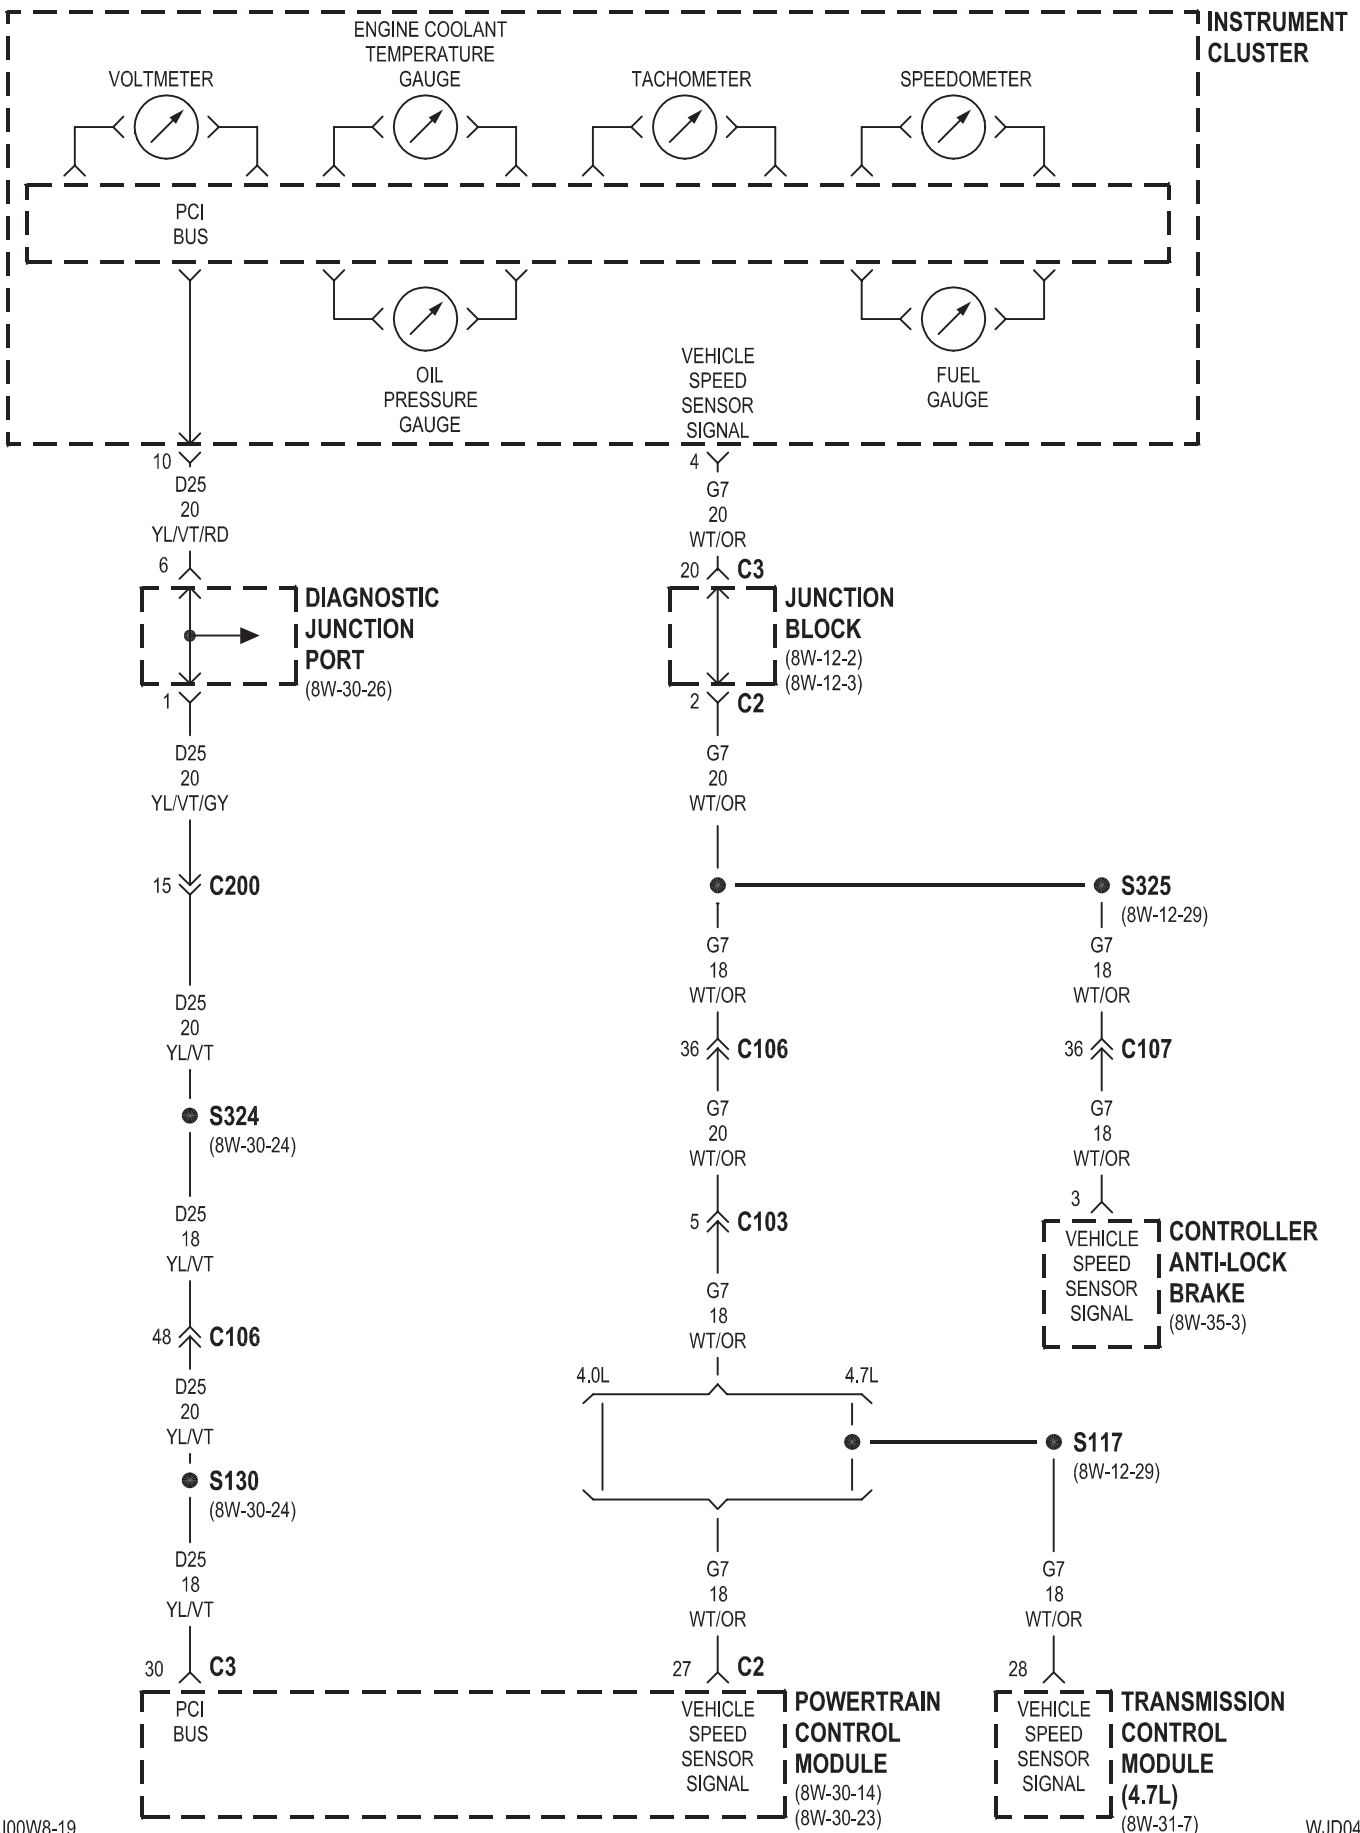 INSTRUMENT
CLUSTER
VOLTMETER
ENGINE COOLANT
TEMPERATURE
GAUGE
TACHOMETER
SPEEDOMETER
PCI
BUS
OIL
PRESSURE
GAUGE
VEHICLE
SPEED
SENSOR
SIGNAL
FUEL
GAUGE
10
D25
20
YL/VT/RD
6
DIAGNOSTIC
JUNCTION
PORT
(8W-30-26)
1
D25
20
YL/VT/GY
15 C200
D25
20
YL/VT
S324
(8W-30-24)
D25
18
YL/VT
48 C106
D25
20
YL/VT
S130
(8W-30-24)
D25
18
YL/VT
30 C3
PCI
BUS
4
G7
20
WT/OR
20 C3
JUNCTION
BLOCK
(8W-12-2)
(8W-12-3)
2 C2
G7
20
WT/OR
S325
(8W-12-29)
G7
18
WT/OR
36 C106
G7
20
WT/OR
5 C103
G7
18
WT/OR
4.0L
4.7L
S117
(8W-12-29)
G7
18
WT/OR
27 C2
VEHICLE
SPEED
SENSOR
SIGNAL
POWERTRAIN
CONTROL
MODULE
(8W-30-14)
(8W-30-23)
G7
18
WT/OR
36 C107
G7
18
WT/OR
3
VEHICLE
SPEED
SENSOR
SIGNAL
CONTROLLER
ANTI-LOCK
BRAKE
(8W-35-3)
G7
18
WT/OR
28
VEHICLE
SPEED
SENSOR
SIGNAL
TRANSMISSION
CONTROL
MODULE
(4.7L)
(8W-31-7)
J00W8-19
WJD04